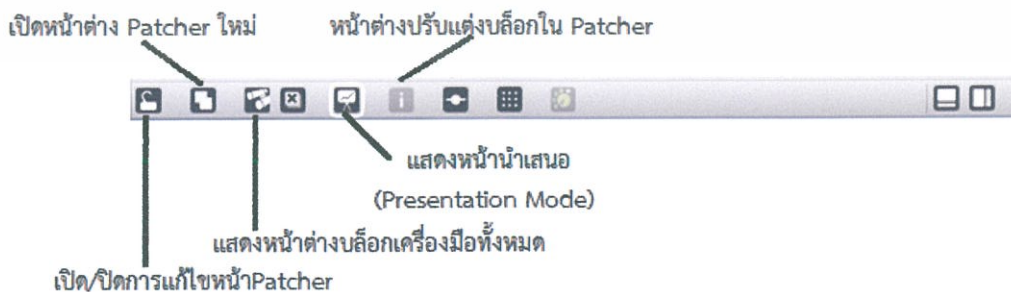 เปิดหน้าต่าง Patcher ใหม่
หน้าต่างปรับแต่งบล็อกใน Patcher
แสดงหน้านำเสนอ
(Presentation Mode)
แสดงหน้าต่างบล็อกเครื่องมือทั้งหมด
เปิด/ปิดการแก้ไขหน้าPatcher